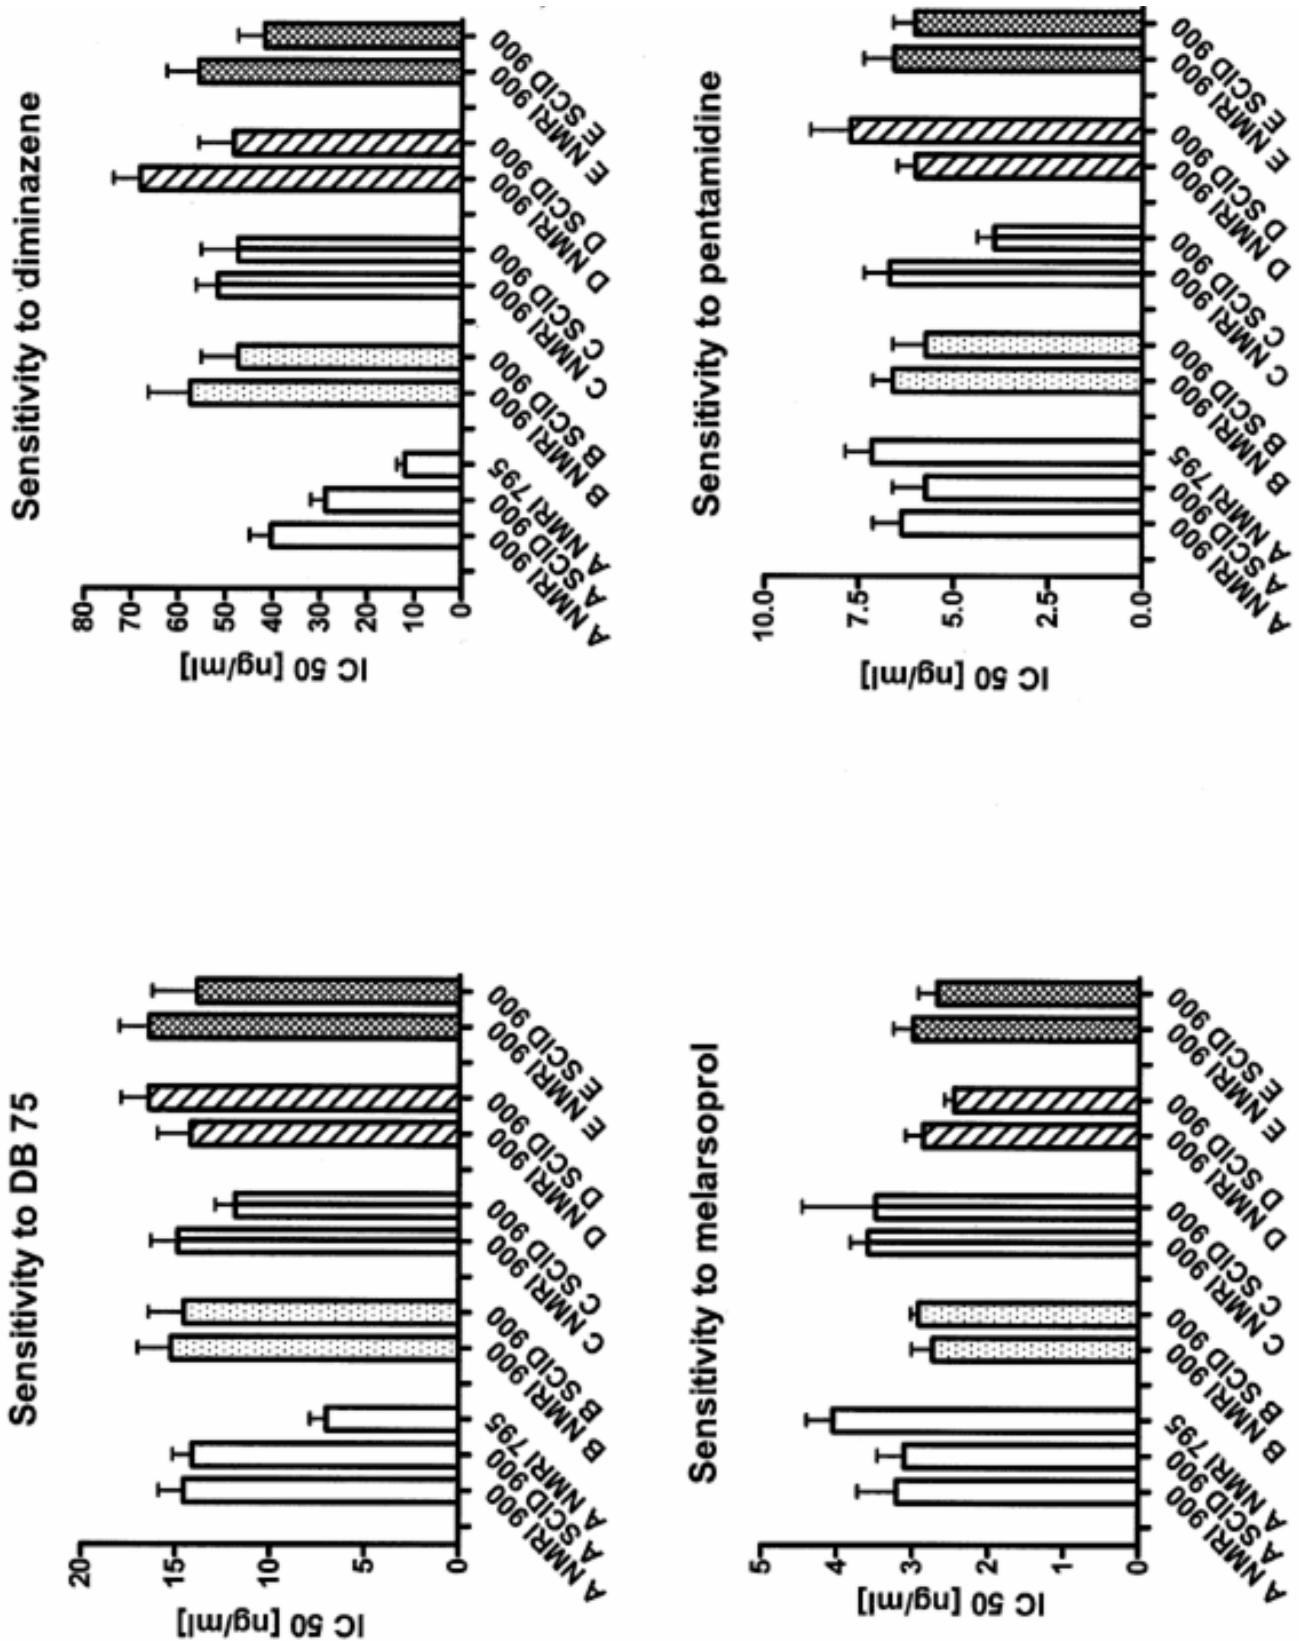 Sensitivity to DB 75
IC 50 [ng/ml]
20
15
10
5
0
A NMRI 900
A SCID 900
A NMRI 795
B NMRI 900
B SCID 900
C NMRI 900
C SCID 900
D NMRI 900
D SCID 900
E NMRI 900
E SCID 900
Sensitivity to diminazene
IC 50 [ng/ml]
80
70
60
50
40
30
20
10
0
A NMRI 900
A SCID 900
A NMRI 795
B NMRI 900
B SCID 900
C NMRI 900
C SCID 900
D NMRI 900
D SCID 900
E NMRI 900
E SCID 900
Sensitivity to melarsoprol
IC 50 [ng/ml]
5
4
3
2
1
0
A NMRI 900
A SCID 900
A NMRI 795
B NMRI 900
B SCID 900
C NMRI 900
C SCID 900
D NMRI 900
D SCID 900
E NMRI 900
E SCID 900
Sensitivity to pentamidine
IC 50 [ng/ml]
10.0
7.5
5.0
2.5
0.0
A NMRI 900
A SCID 900
A NMRI 795
B NMRI 900
B SCID 900
C NMRI 900
C SCID 900
D NMRI 900
D SCID 900
E NMRI 900
E SCID 900